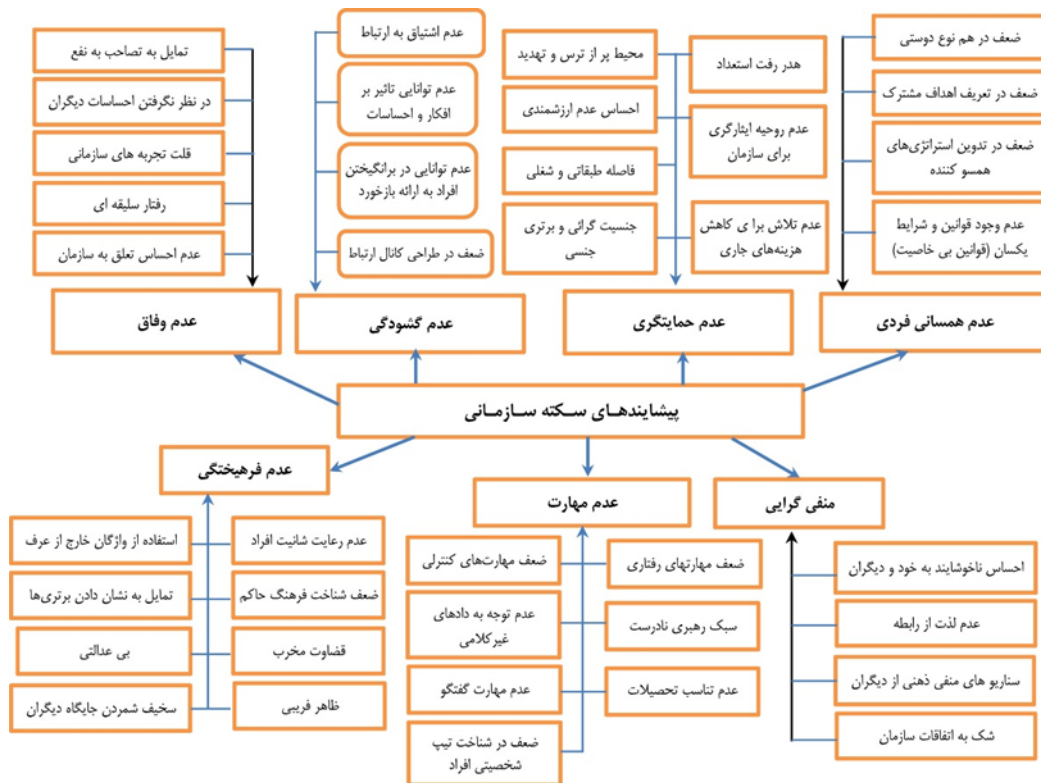 ضعف در هم نوع دوستی
ضعف در تعریف اهداف مشترک
ضعف در تدوین استراتژی‌های
همسو کننده
عدم وجود قوانین و شرایط
یکسان (قوانین بی خاصیت)
عدم همسانی فردی
هدر رفت استعداد
عدم روحیه ایثارگری
برای سازمان
عدم تلاش برا ی کاهش
هزینه‌های جاری
محیط پر از ترس و تهدید
احساس عدم ارزشمندی
فاصله طبقاتی و شغلی
جنسیت گرائی و برتری
جنسی
عدم حمایتگری
عدم اشتیاق به ارتباط
عدم توانایی تاثیر بر
افکار و احساسات
عدم توانایی در برانگیختن
افراد به ارائه بازخورد
ضعف در طراحی کانال ارتباط
عدم گشودگی
تمایل به تصاحب به نفع
در نظر نگرفتن احساسات دیگران
قلت تجربه های سازمانی
رفتار سلیقه ای
عدم احساس تعلق به سازمان
عدم وفاق
پیشایندهـای سـکته سـازمـانی
منفی گرایی
احساس ناخوشایند به خود و دیگران
عدم لذت از رابطه
سناریو های منفی ذهنی از دیگران
شک به اتفاقات سازمان
عدم مهارت
ضعف مهارتهای رفتاری
سبک رهبری نادرست
عدم تناسب تحصیلات
ضعف مهارت‌های کنترلی
عدم توجه به دادهای
غیرکلامی
عدم مهارت گفتگو
ضعف در شناخت تیپ
شخصیتی افراد
عدم فرهیختگی
عدم رعایت شانیت افراد
ضعف شناخت فرهنگ حاکم
قضاوت مخرب
ظاهر فریبی
استفاده از واژگان خارج از عرف
تمایل به نشان دادن برتری‌ها
بی عدالتی
سخیف شمردن جایگاه دیگران